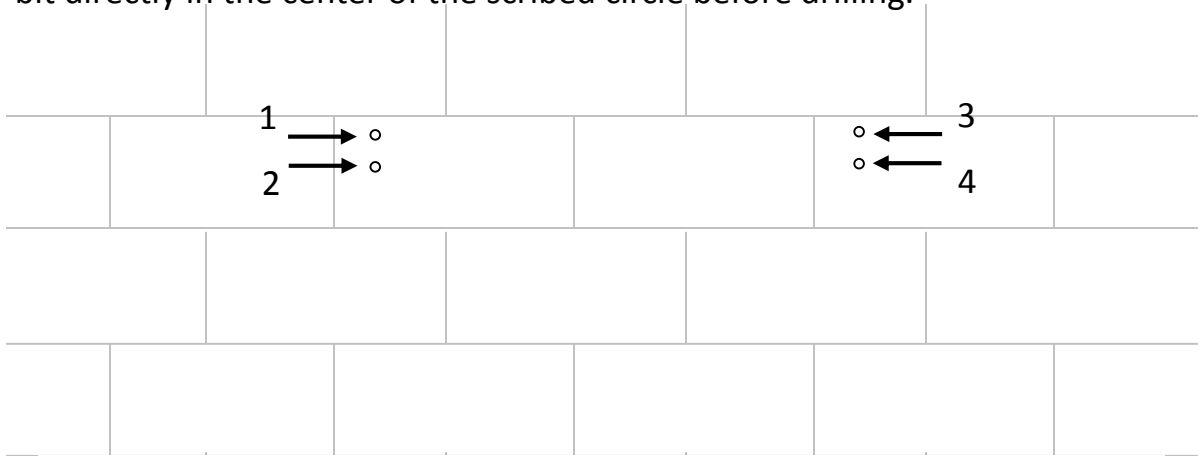 bit directly in the center of the scribed circle before drilling.
1
3
2
4